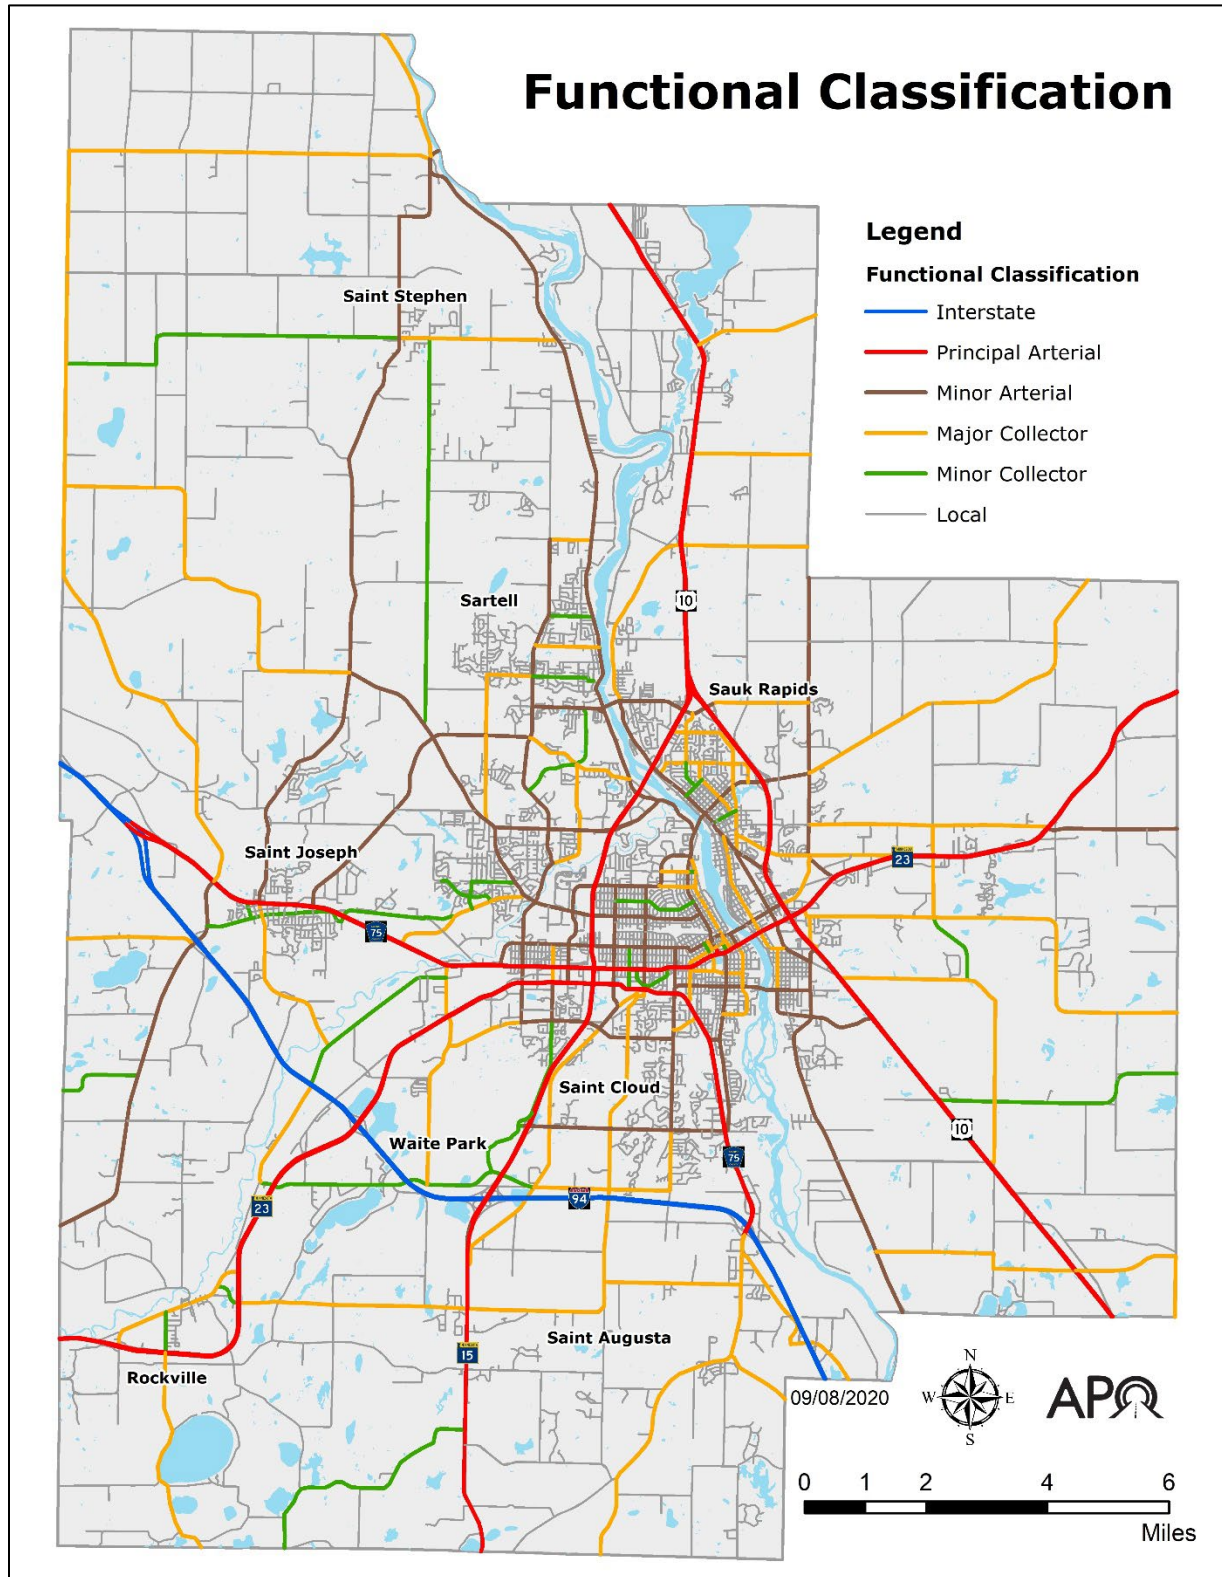 Functional Classification
Legend
Functional Classification
Interstate
Principal Arterial
Minor Arterial
Major Collector
Minor Collector
Local
Saint Stephen
Sartell
10
Sauk Rapids
Saint Joseph
23
75
Saint Cloud
Waite Park
10
75
23
94
Saint Augusta
15
Rockville
09/08/2020
N
W E
S
APO
0 1 2 4 6
Miles